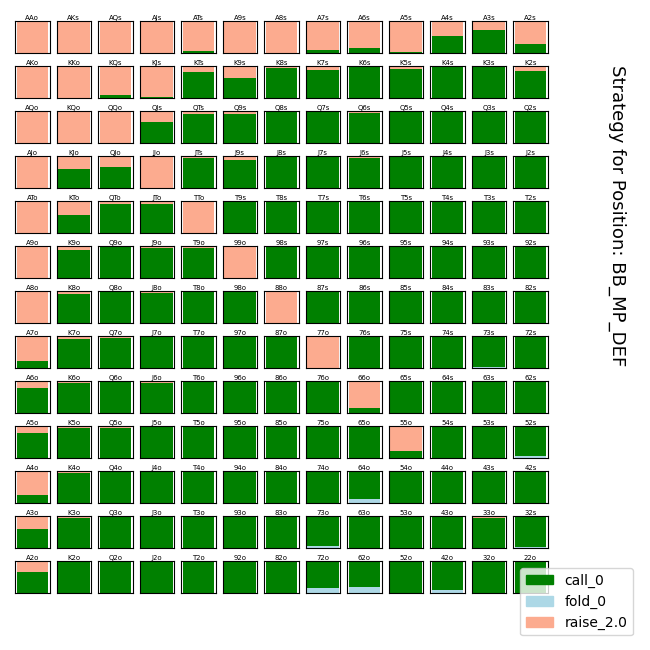 AAo AKs AQs AJs ATs A9s A8s A7s A6s A5s A4s A3s A2s
AKo KKo KQs KJs KTs K9s K8s K7s K6s K5s K4s K3s K2s
AQo KQo QQo QJs QTs Q9s Q8s Q7s Q6s Q5s Q4s Q3s Q2s
AJo KJo QJo JJo JTs J9s J8s J7s J6s J5s J4s J3s J2s
ATo KTo QTo JTo TTo T9s T8s T7s T6s T5s T4s T3s T2s
A9o K9o Q9o J9o T9o 99o 98s 97s 96s 95s 94s 93s 92s
A8o K8o Q8o J8o T8o 98o 88o 87s 86s 85s 84s 83s 82s
A7o K7o Q7o J7o T7o 97o 87o 77o 76s 75s 74s 73s 72s
A6o K6o Q6o J6o T6o 96o 86o 76o 66o 65s 64s 63s 62s
A5o K5o Q5o J5o T5o 95o 85o 75o 65o 55o 54s 53s 52s
A4o K4o Q4o J4o T4o 94o 84o 74o 64o 54o 44o 43s 42s
A3o K3o Q3o J3o T3o 93o 83o 73o 63o 53o 43o 33o 32s
A2o K2o Q2o J2o T2o 92o 82o 72o 62o 52o 42o 32o 22o
Strategy for Position: BB_MP_DEF
call_0
fold_0
raise_2.0